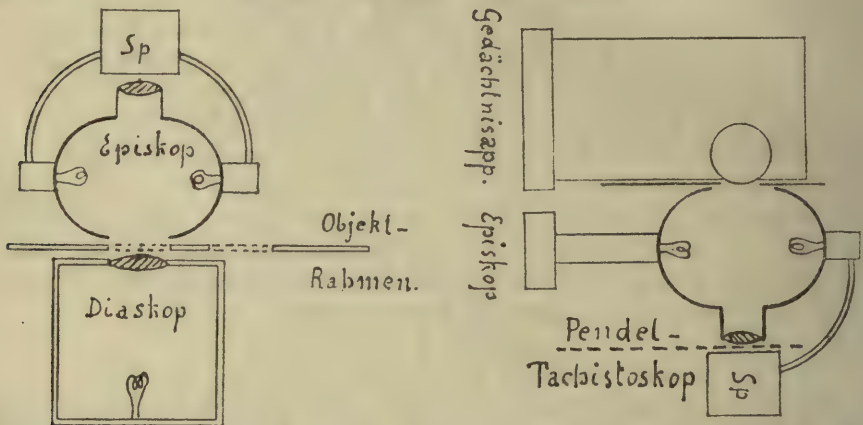 Sp
Episkop
Objekt-
Rahmen.
Diaskop
Gedächtnisapp.
Episkop
Pendel-
Tachistoskop
Sp